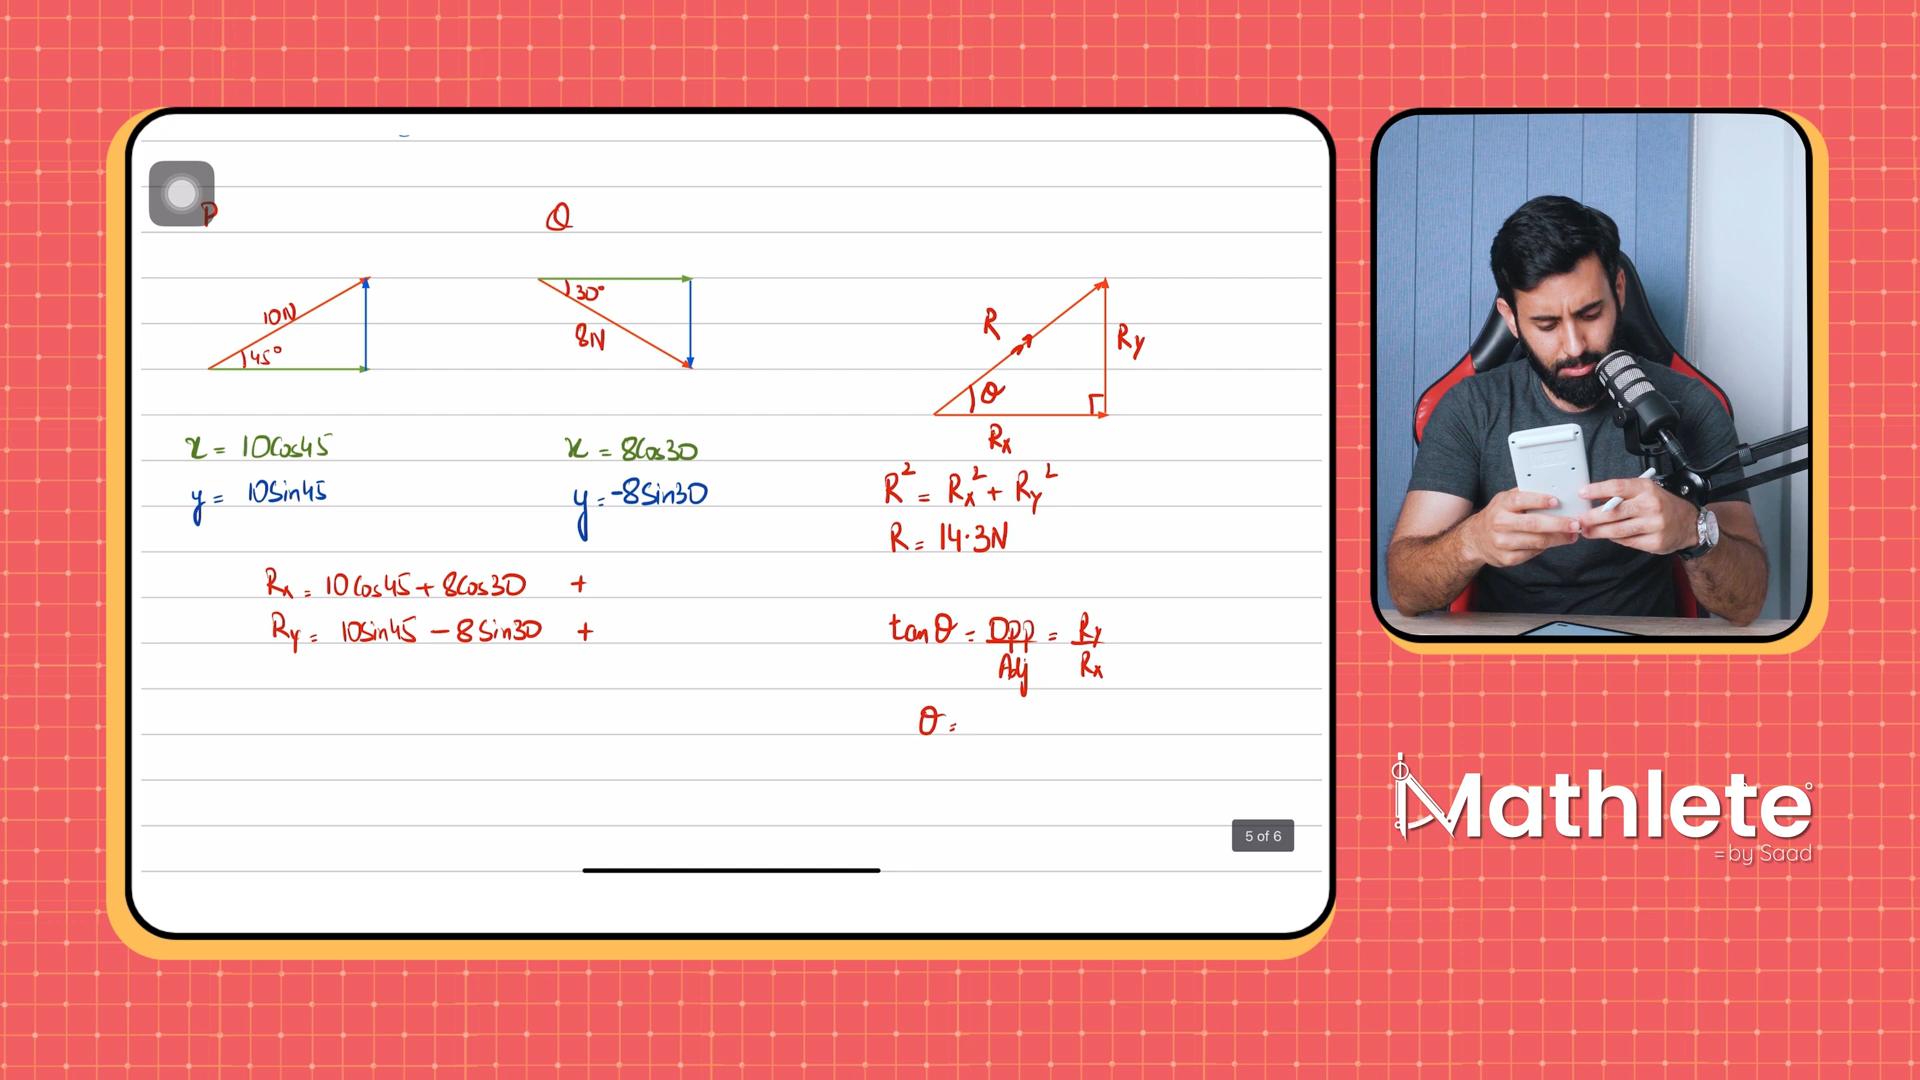 P
Q
10N
45°
30°
8N
R
Ry
θ
Rx
x = 10Cos45
y = 10Sin45
x = 8Cos30
y = -8Sin30
R² = Rx² + Ry²
R = 14.3N
Rx = 10Cos45 + 8Cos30 +
Ry = 10Sin45 - 8Sin30 +
tanθ = Opp/Adj = Ry/Rx
θ =
5 of 6
Mathlete
= by Saad